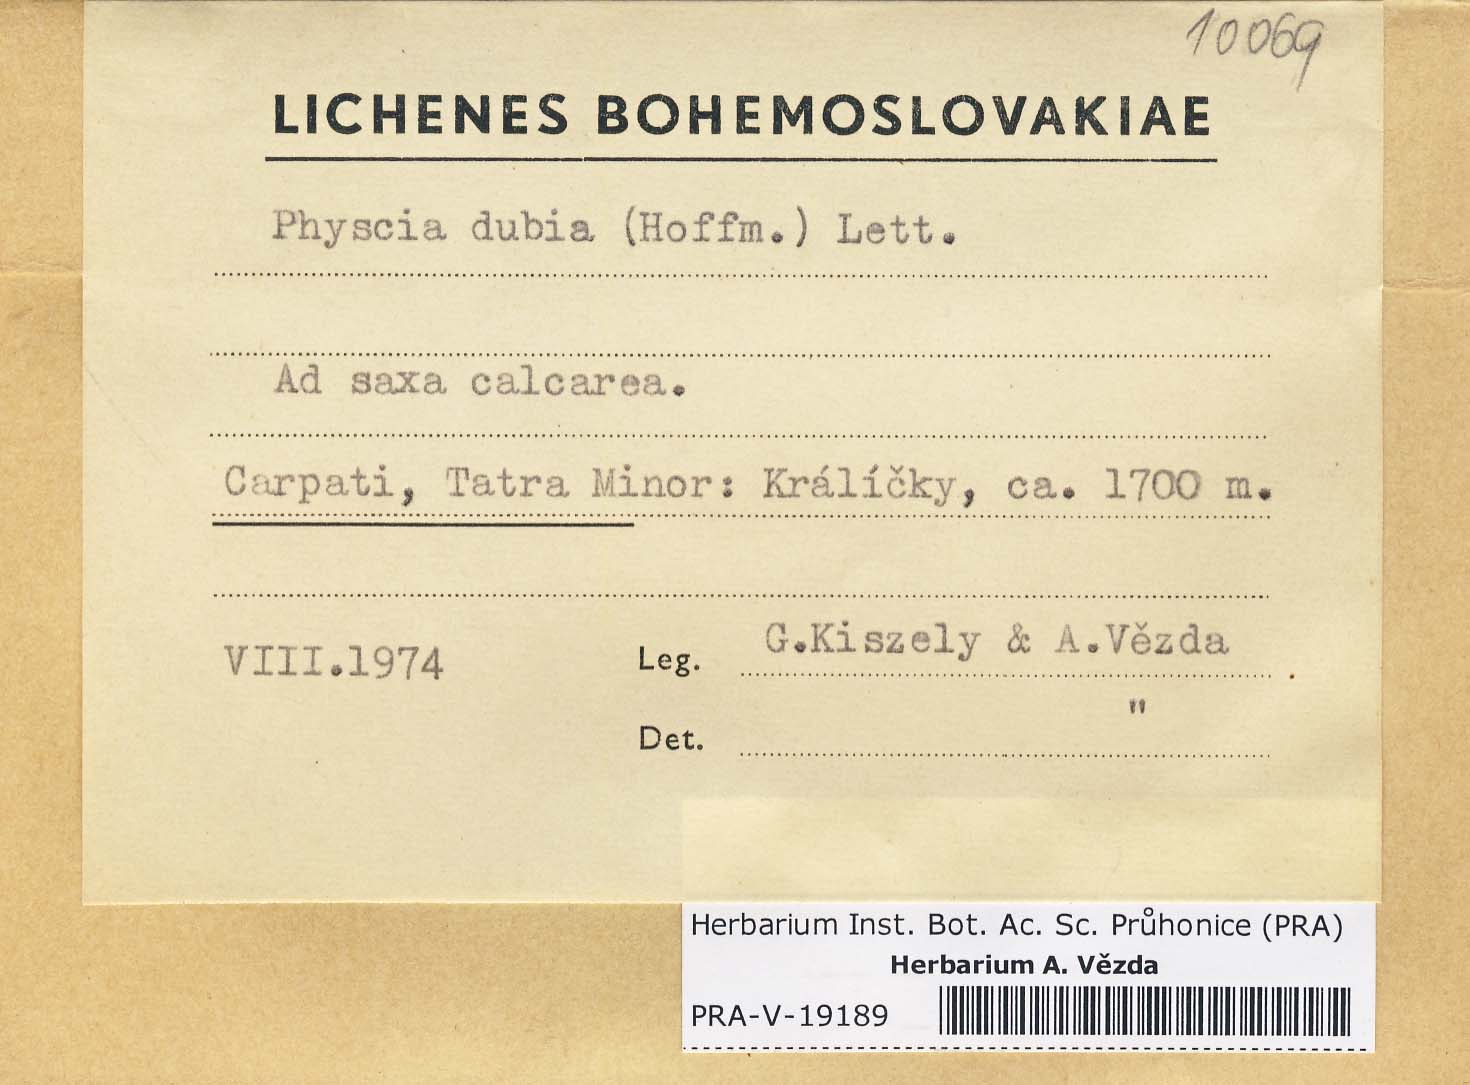 10069
LICHENES BOHEMOSLOVAKIAE
Physcia dubia (Hoffm.) Lett.
Ad saxa calcarea.
Carpati, Tatra Minor: Králíčky, ca. 1700 m.
VIII.1974 Leg. G.Kiszely & A.Vězda
Det. "
Herbarium Inst. Bot. Ac. Sc. Průhonice (PRA)
Herbarium A. Vězda
PRA-V-19189